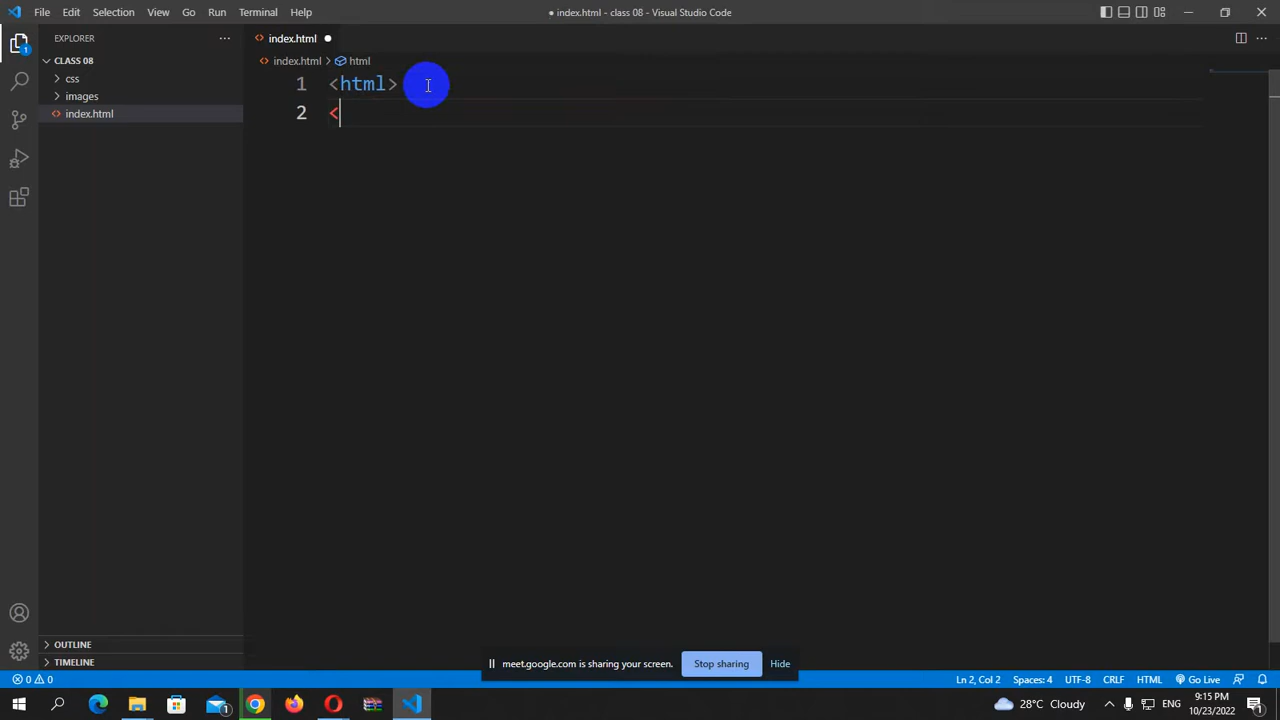 File Edit Selection View Go Run Terminal Help
● index.html - class 08 - Visual Studio Code
EXPLORER
index.html
CLASS 08
index.html > html
css
images
index.html
1 <html>
2 <
OUTLINE
TIMELINE
meet.google.com is sharing your screen. Stop sharing Hide
0 0
Ln 2, Col 2 Spaces: 4 UTF-8 CRLF HTML Go Live
28°C Cloudy ENG
9:15 PM
10/23/2022
1
1
1